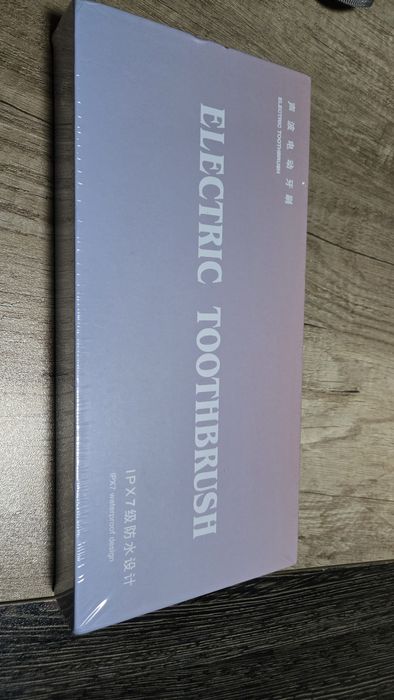 声波电动牙刷
ELECTRIC TOOTHBRUSH
ELECTRIC TOOTHBRUSH
IPX7级防水设计
IPX7 waterproof design